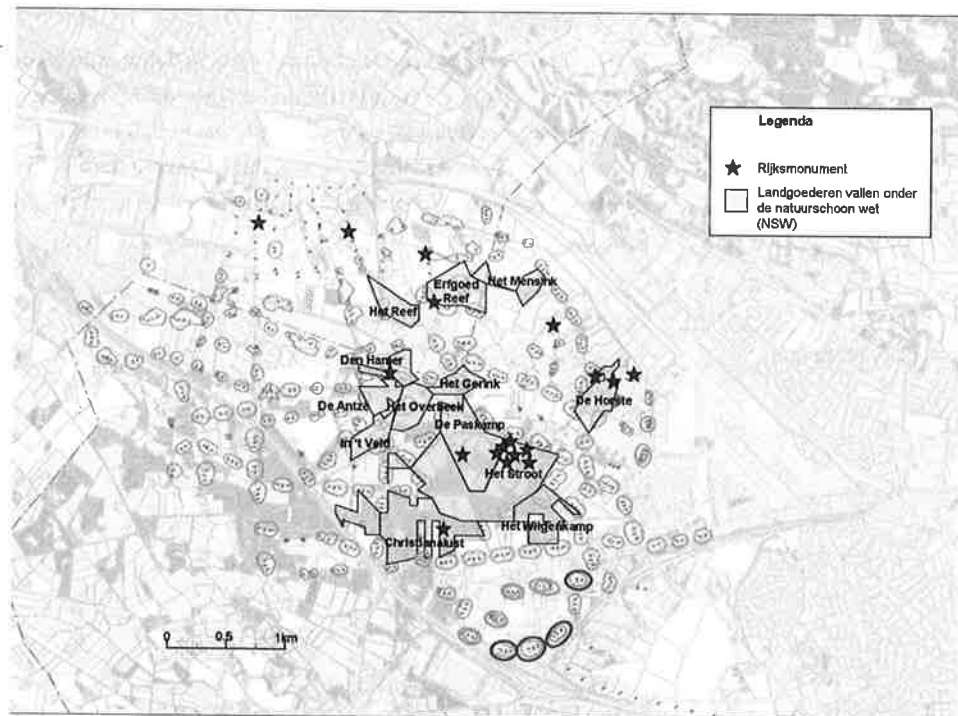 Legenda
Rijksmonument
Landgoederen vallen onder
de natuurschoon wet
(NSW)
Het Mensink
Erfgoed
Reef
Het Reef
Den Hamer
Het Gerink
De Horste
De Antze
Het Overbeek
De Paskamp
In 't Veld
Het Stroot
Het Wilgenkamp
Christianalust
0 0,5 1km